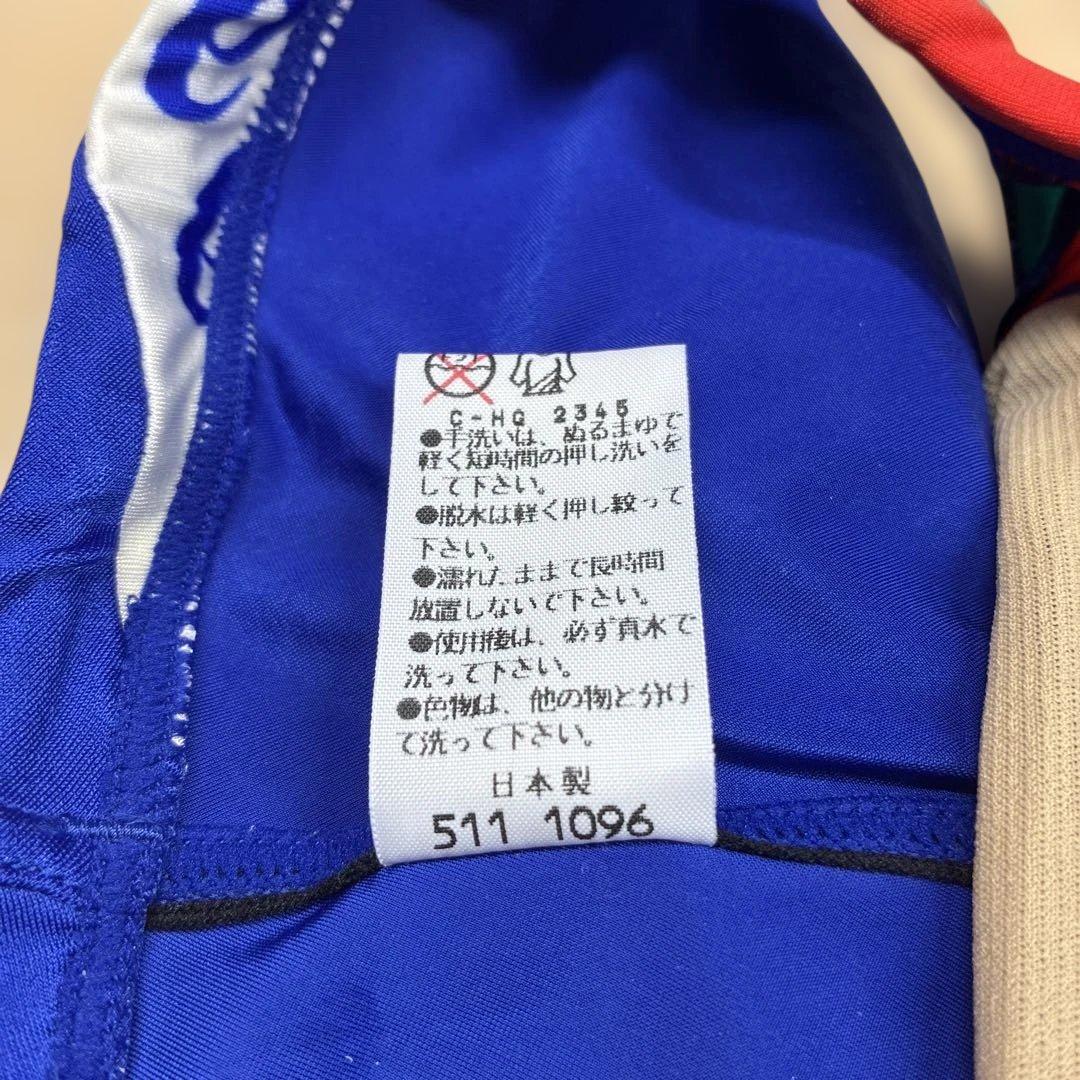 C-HG 2345
●手洗いは、ぬるまゆで
軽く短時間の押し洗いを
して下さい。
●脱水は軽く押し絞って
下さい。
●濡れたままで長時間
放置しないで下さい。
●使用後は、必ず真水で
洗って下さい。
●色物は、他の物と分け
て洗って下さい。
日本製
511 1096